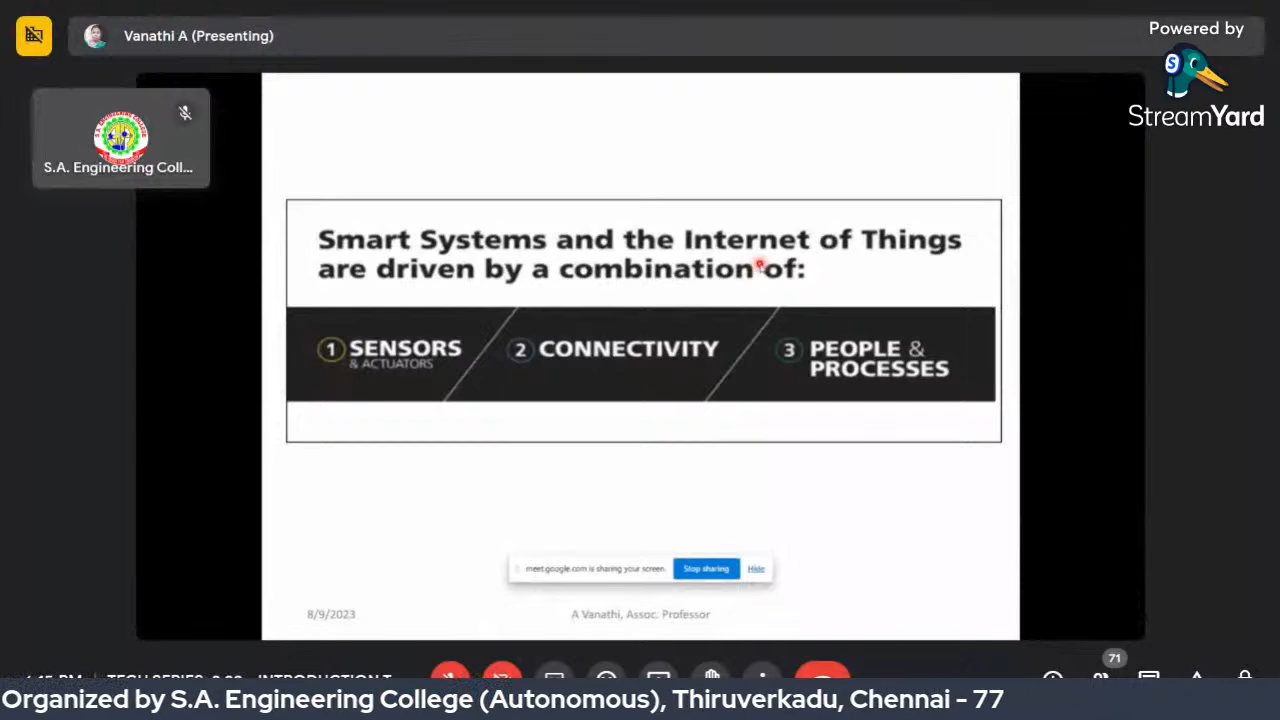 Vanathi A (Presenting)
Powered by
StreamYard
S.A. Engineering Coll...
Smart Systems and the Internet of Things
are driven by a combination of:
1 SENSORS
& ACTUATORS
2 CONNECTIVITY
3 PEOPLE &
PROCESSES
meet.google.com is sharing your screen.
Stop sharing
Hide
8/9/2023
A Vanathi, Assoc. Professor
71
Organized by S.A. Engineering College (Autonomous), Thiruverkadu, Chennai - 77